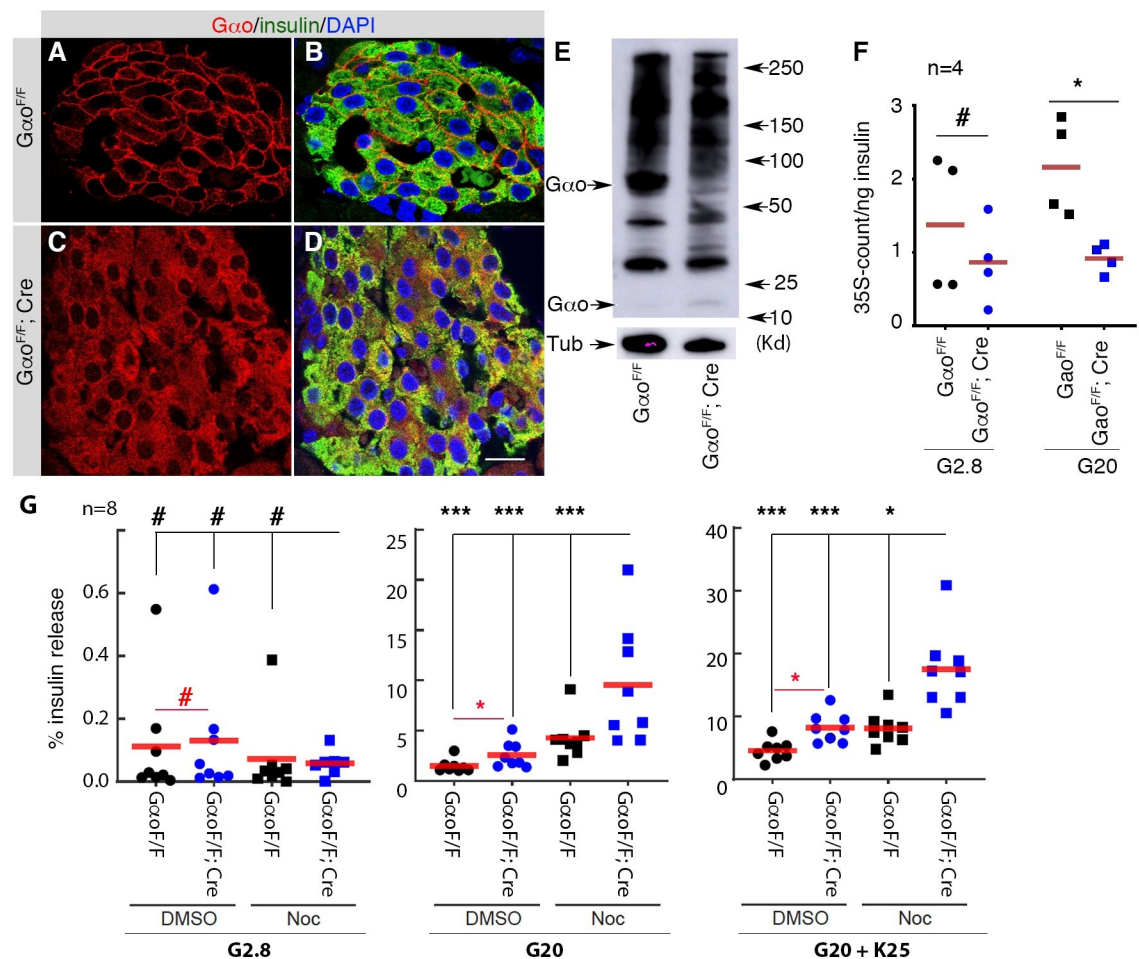 Gαo/insulin/DAPI
A
B
C
D
GαoF/F
GαoF/F; Cre
E
Gαo
Gαo
Tub
250
150
100
50
25
10
(Kd)
GαoF/F
GαoF/F; Cre
F
n=4
#
*
35S-count/ng insulin
3
2
1
0
GαoF/F
GαoF/F; Cre
GaoF/F
GaoF/F; Cre
G2.8
G20
G
n=8
# # #
#
% insulin release
0.6
0.4
0.2
0.0
GαoF/F
GαoF/F; Cre
GαoF/F
GαoF/F; Cre
DMSO
Noc
G2.8
*** *** ***
*
25
20
15
10
5
0
GαoF/F
GαoF/F; Cre
GαoF/F
GαoF/F; Cre
DMSO
Noc
G20
*** *** *
*
40
30
20
10
0
GαoF/F
GαoF/F; Cre
GαoF/F
GαoF/F; Cre
DMSO
Noc
G20 + K25